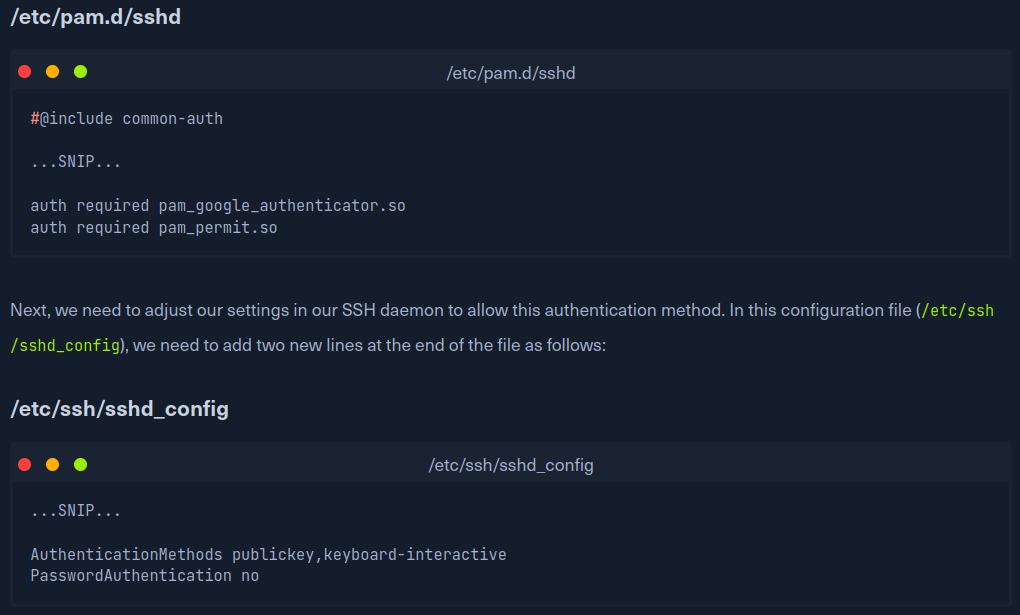 /etc/pam.d/sshd
/etc/pam.d/sshd
#@include common-auth
...SNIP...
auth required pam_google_authenticator.so
auth required pam_permit.so
Next, we need to adjust our settings in our SSH daemon to allow this authentication method. In this configuration file (/etc/ssh
/sshd_config), we need to add two new lines at the end of the file as follows:
/etc/ssh/sshd_config
/etc/ssh/sshd_config
...SNIP...
AuthenticationMethods publickey,keyboard-interactive
PasswordAuthentication no